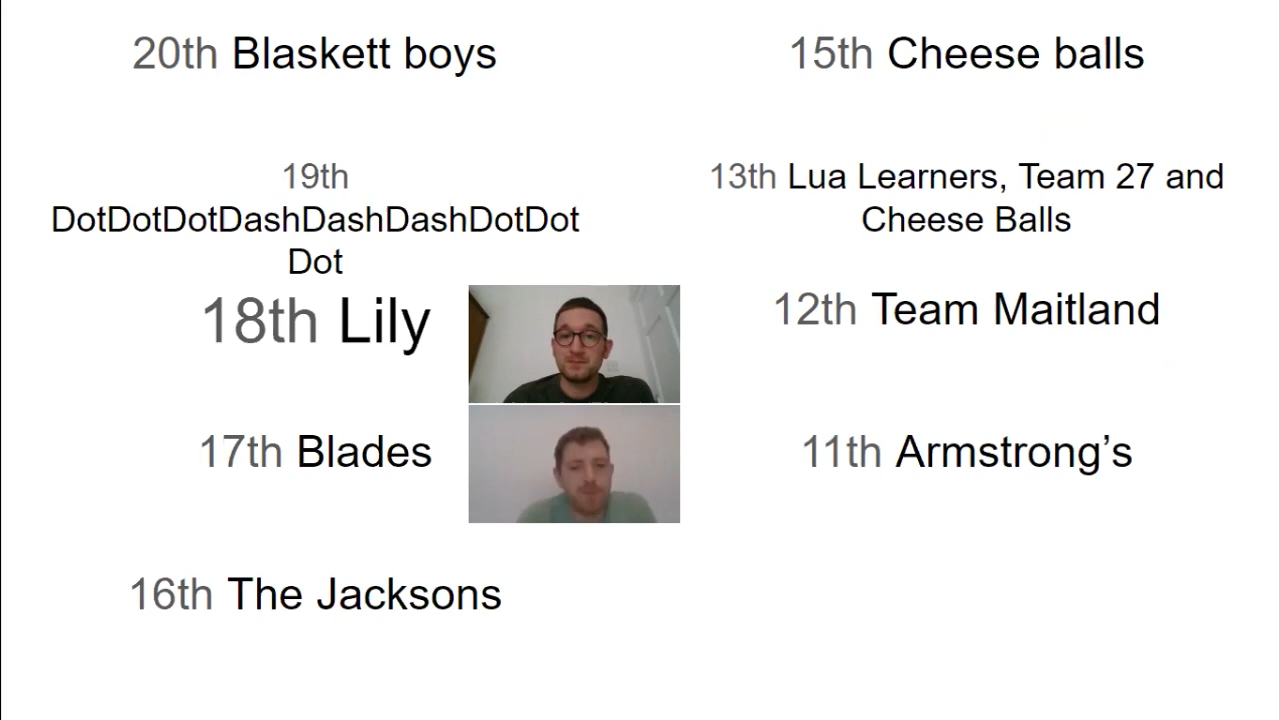 20th Blaskett boys
19th
DotDotDotDashDashDashDotDot
Dot
18th Lily
17th Blades
16th The Jacksons
15th Cheese balls
13th Lua Learners, Team 27 and
Cheese Balls
12th Team Maitland
11th Armstrong’s